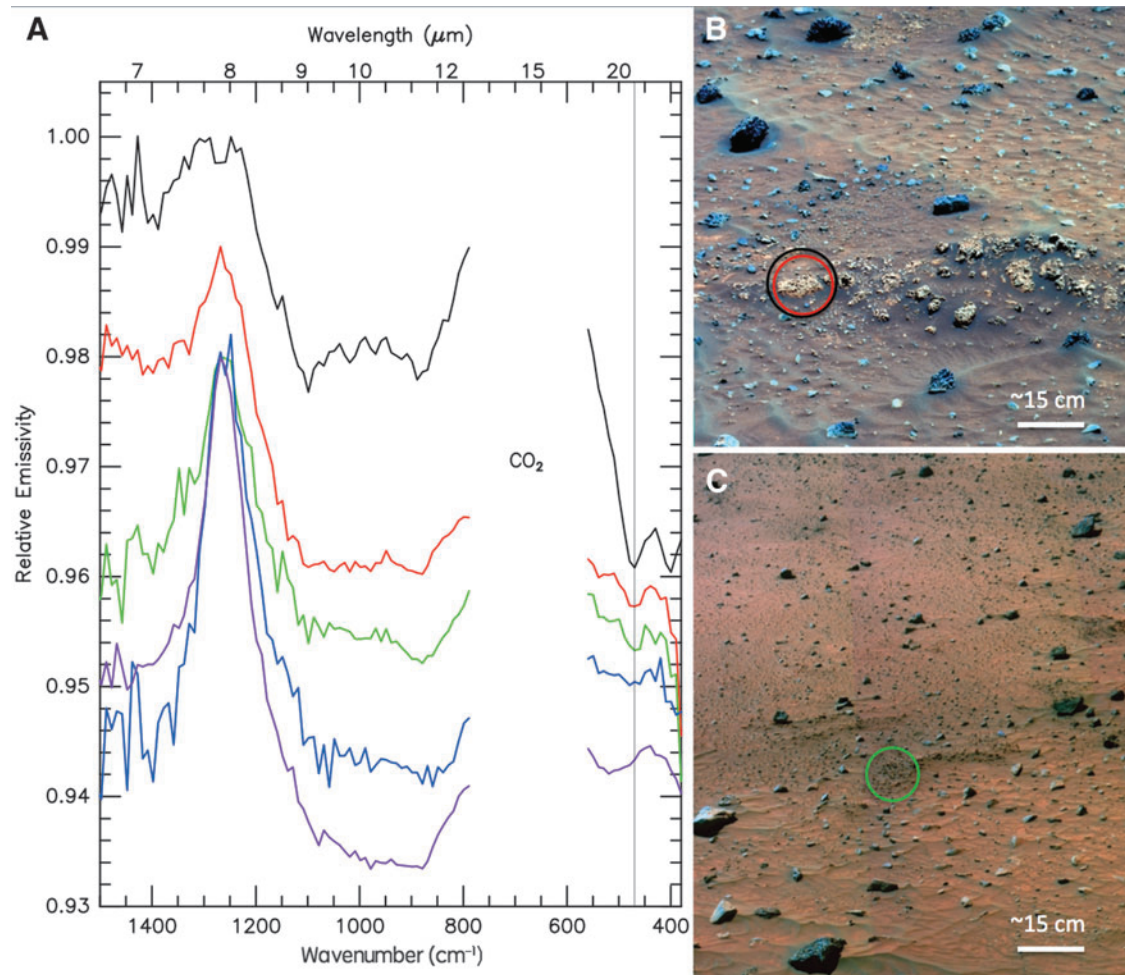 A
Wavelength (μm)
7 8 9 10 11 12 15 20
1.00
0.99
0.98
0.97
0.96
0.95
0.94
0.93
Relative Emissivity
CO₂
1400 1200 1000 800 600 400
Wavenumber (cm⁻¹)
B
~15 cm
C
~15 cm